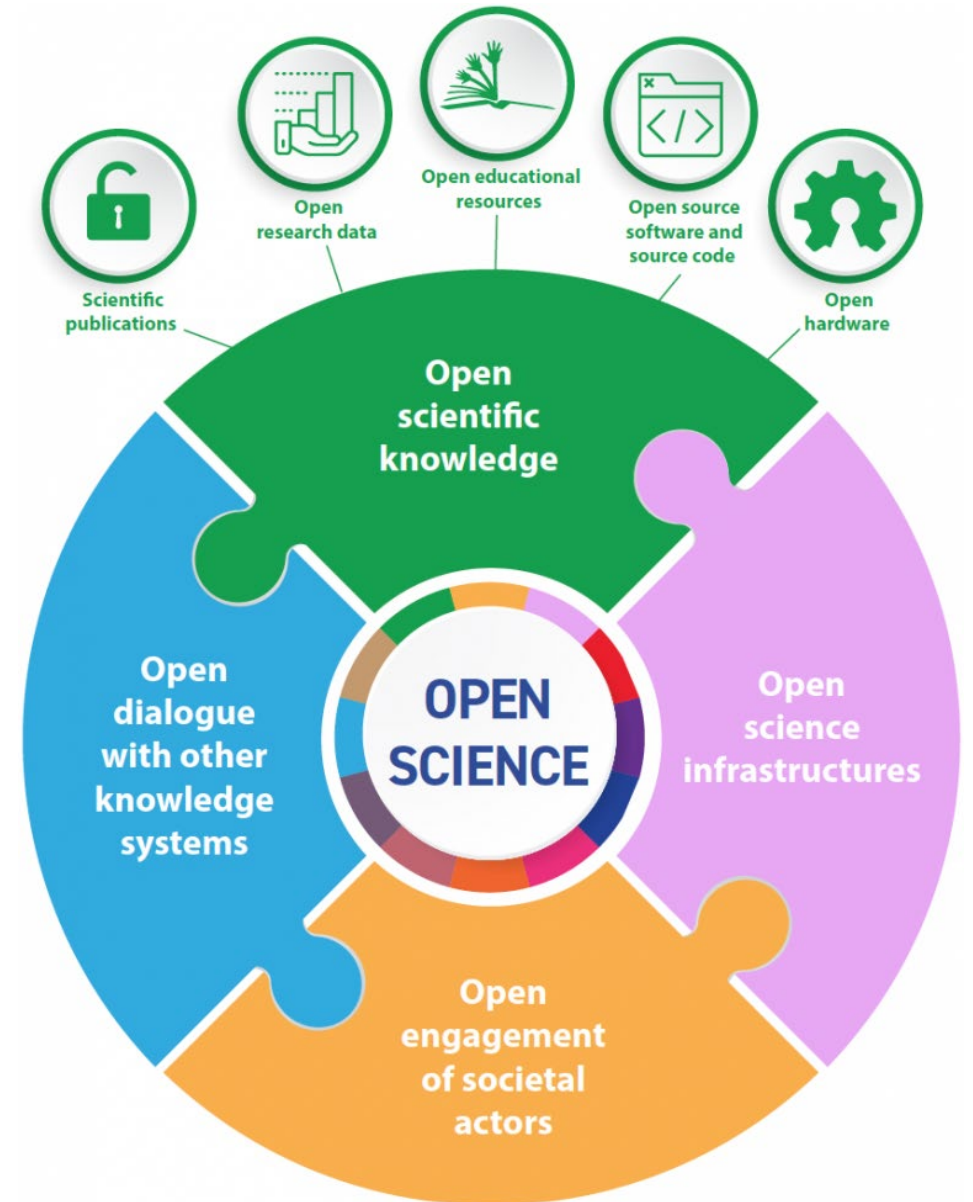 Scientific
publications
Open
research data
Open educational
resources
Open source
software and
source code
Open
hardware
Open
scientific
knowledge
Open
dialogue
with other
knowledge
systems
OPEN
SCIENCE
Open
science
infrastructures
Open
engagement
of societal
actors